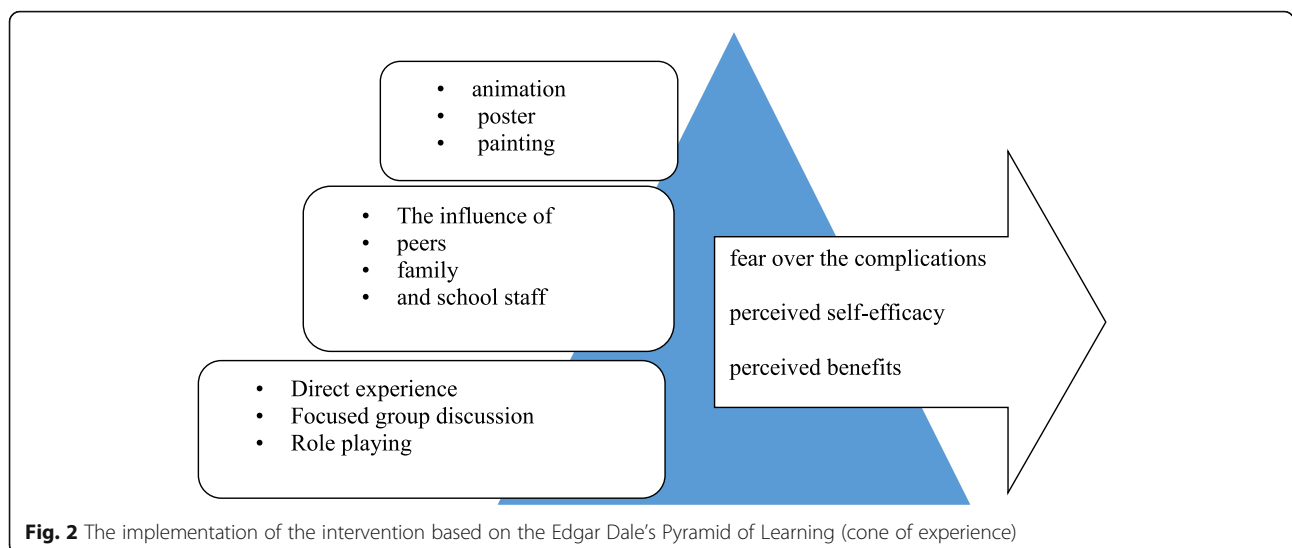 • animation
• poster
• painting
• The influence of
• peers
• family
• and school staff
• Direct experience
• Focused group discussion
• Role playing
fear over the complications
perceived self-efficacy
perceived benefits
Fig. 2 The implementation of the intervention based on the Edgar Dale's Pyramid of Learning (cone of experience)